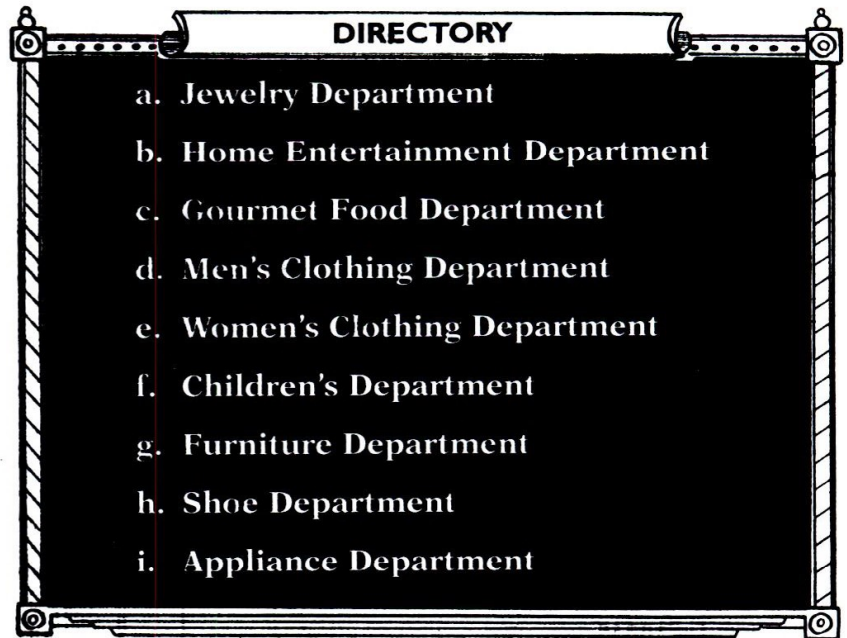 DIRECTORY
a. Jewelry Department
b. Home Entertainment Department
c. Gourmet Food Department
d. Men's Clothing Department
e. Women's Clothing Department
f. Children's Department
g. Furniture Department
h. Shoe Department
i. Appliance Department